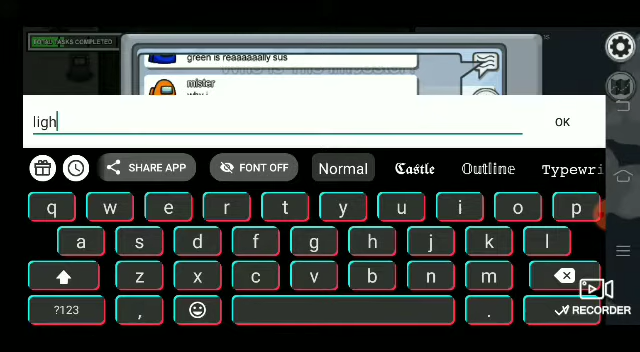 TOTAL TASKS COMPLETED
green is reaaaaaally sus
mister
why i
ligh
OK
SHARE APP
FONT OFF
Normal
Castle
Outline
Typewri
q w e r t y u i o p
a s d f g h j k l
z x c v b n m
?123 , .
RECORDER